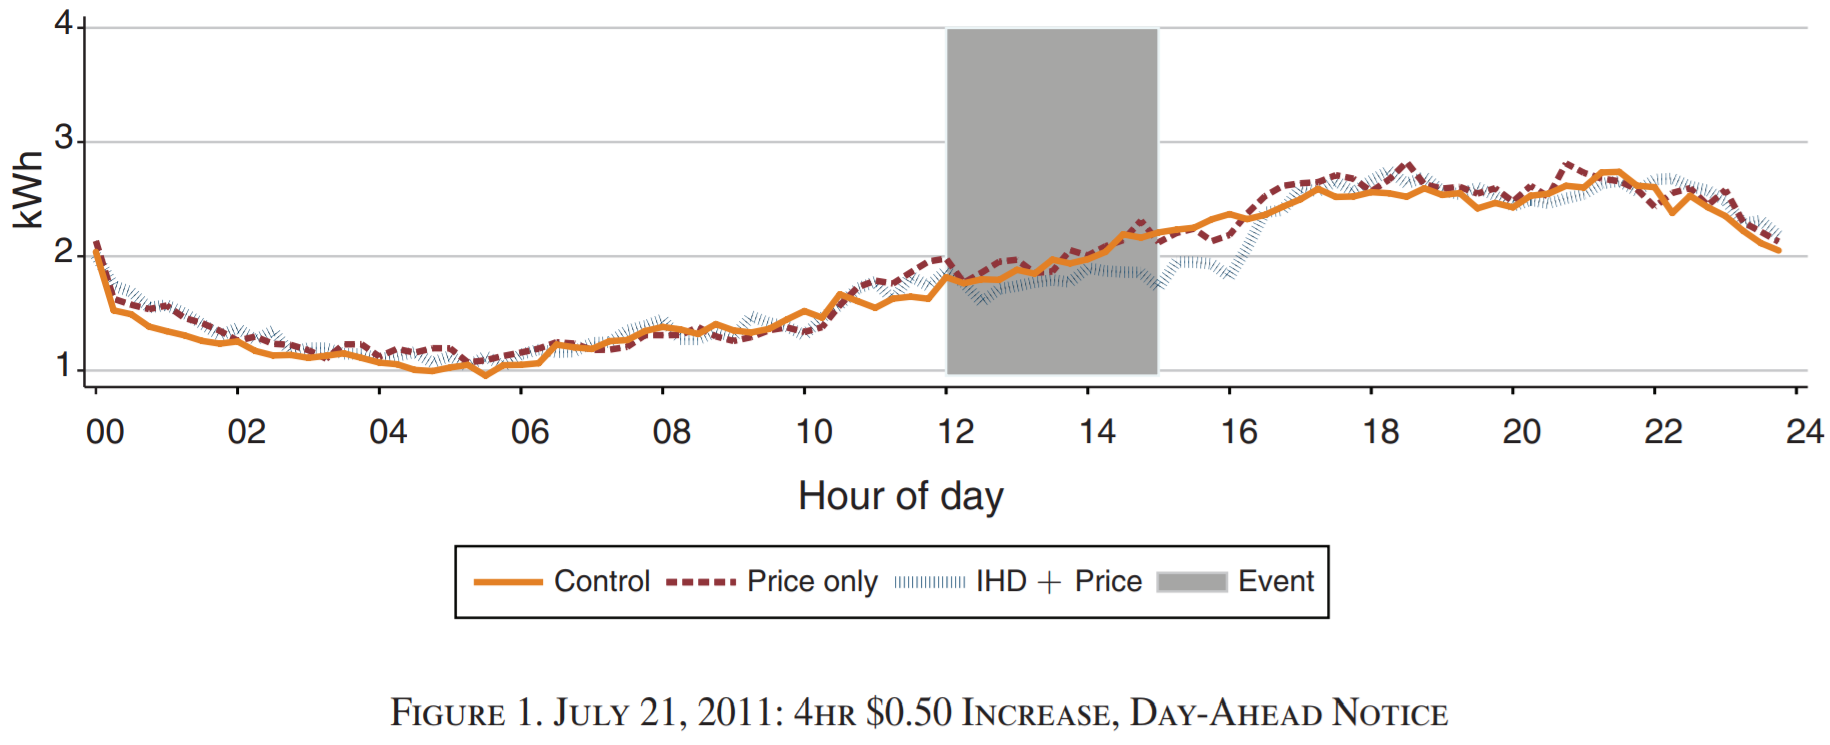 4
3
2
1
kWh
00 02 04 06 08 10 12 14 16 18 20 22 24
Hour of day
Control Price only IHD + Price Event
FIGURE 1. JULY 21, 2011: 4HR $0.50 INCREASE, DAY-AHEAD NOTICE